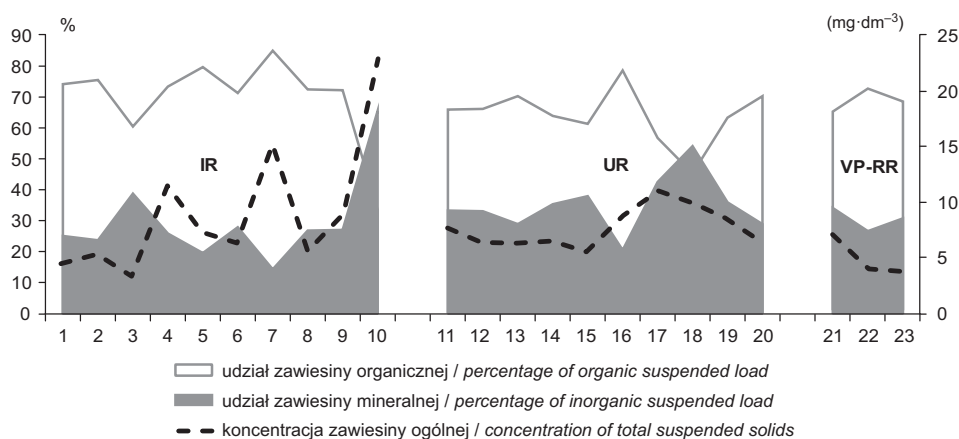 % (mg·dm⁻³)
90 25
80
70 20
60
50 IR UR VP-RR 15
40 10
30
20 5
10
0 0
1 2 3 4 5 6 7 8 9 10 11 12 13 14 15 16 17 18 19 20 21 22 23
udział zawiesiny organicznej / percentage of organic suspended load
udział zawiesiny mineralnej / percentage of inorganic suspended load
koncentracja zawiesiny ogólnej / concentration of total suspended solids